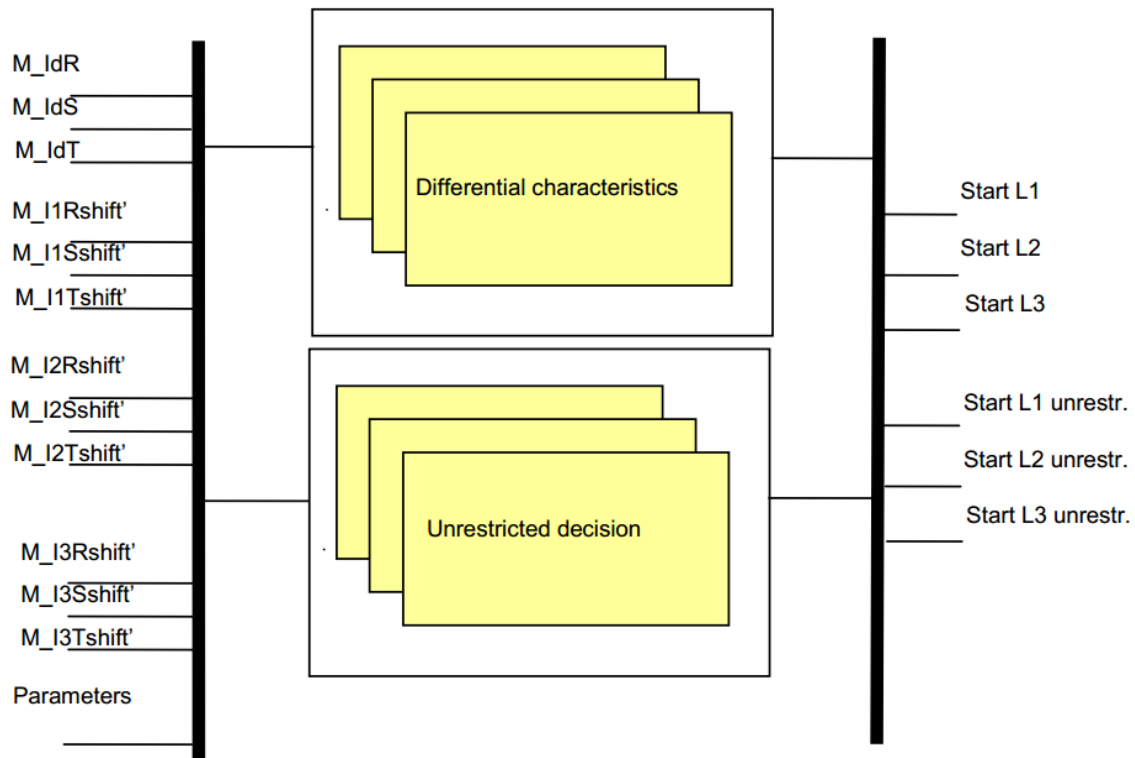 M_IdR
M_IdS
M_IdT
M_I1Rshift’
M_I1Sshift’
M_I1Tshift’
M_I2Rshift’
M_I2Sshift’
M_I2Tshift’
M_I3Rshift’
M_I3Sshift’
M_I3Tshift’
Parameters
Differential characteristics
Unrestricted decision
Start L1
Start L2
Start L3
Start L1 unrestr.
Start L2 unrestr.
Start L3 unrestr.